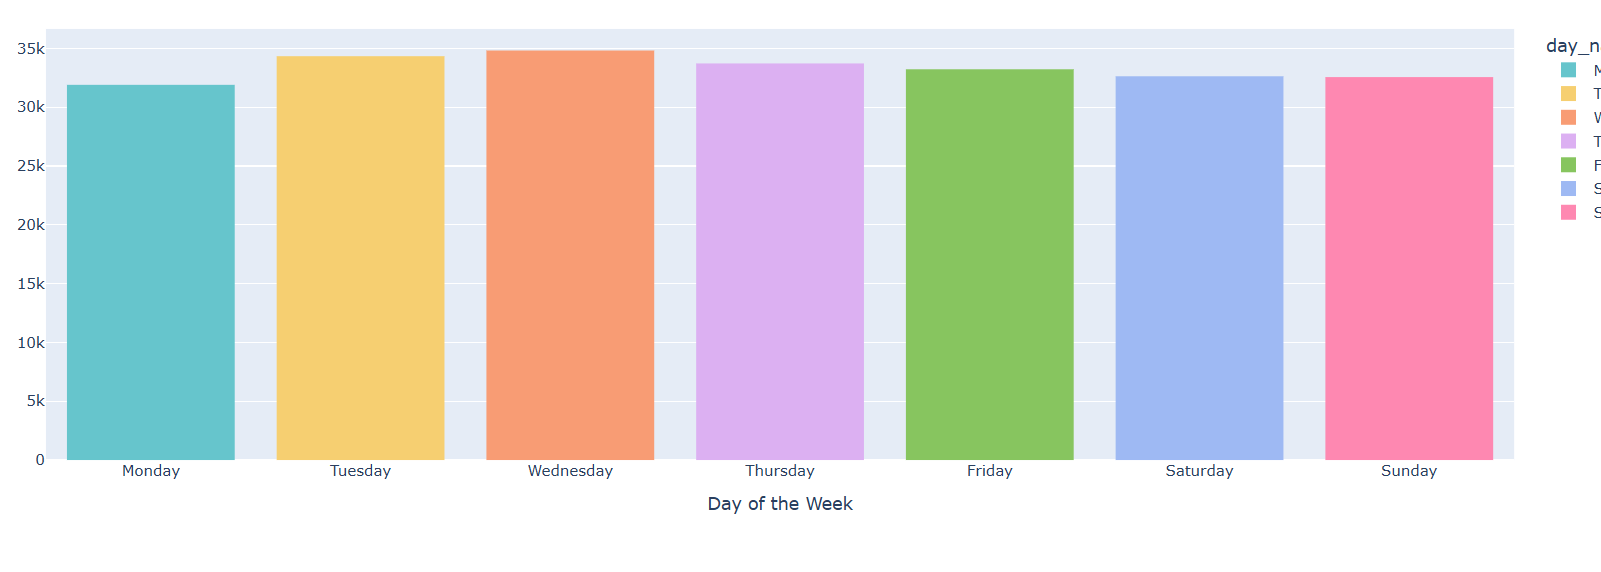 35k
30k
25k
20k
15k
10k
5k
0
Monday Tuesday Wednesday Thursday Friday Saturday Sunday
Day of the Week
day_n
M
T
W
T
F
S
S